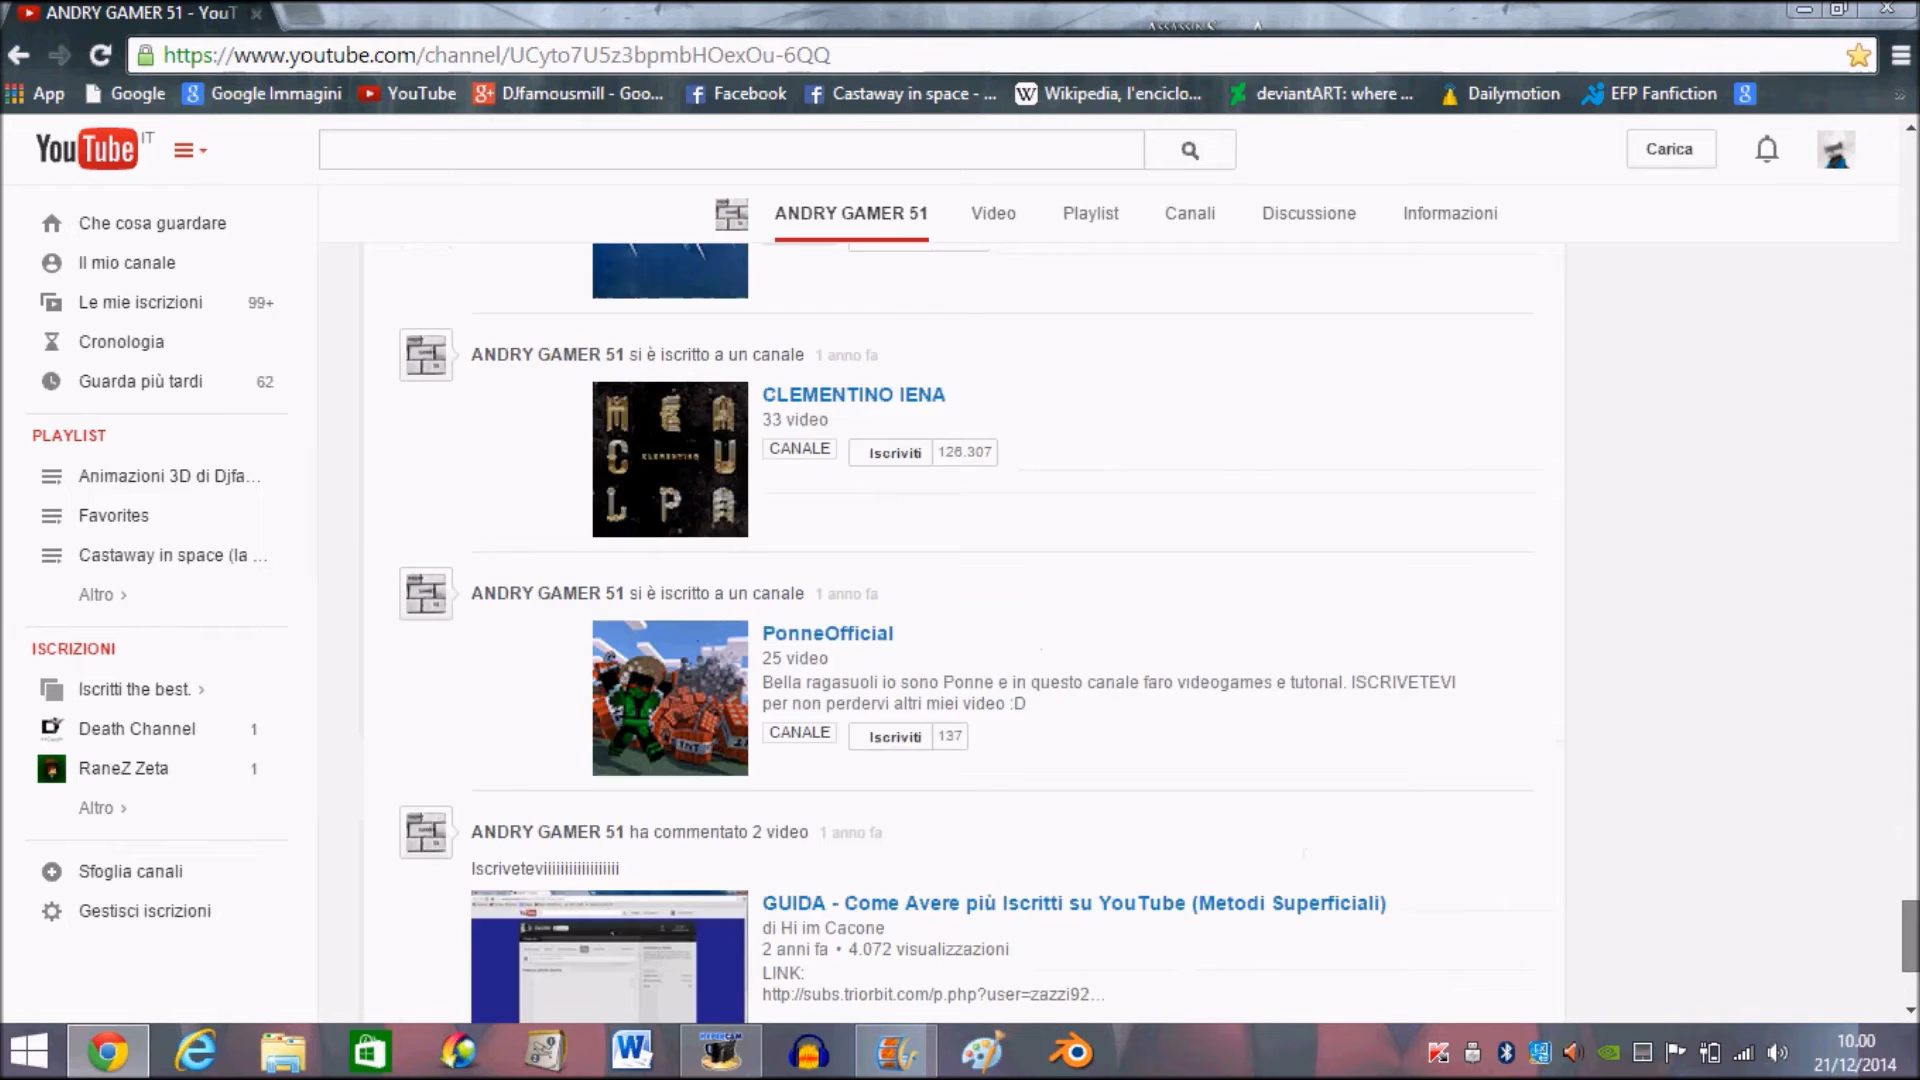 ANDRY GAMER 51 - YouT
ASSASSIN'S
https://www.youtube.com/channel/UCyto7U5z3bpmbHOexOu-6QQ
App Google Google Immagini YouTube DJfamousmill - Goo... Facebook Castaway in space - ... Wikipedia, l'enciclo... deviantART: where ... Dailymotion EFP Fanfiction
YouTube IT
Carica
ANDRY GAMER 51 Video Playlist Canali Discussione Informazioni
Che cosa guardare
Il mio canale
Le mie iscrizioni 99+
Cronologia
Guarda più tardi 62
PLAYLIST
Animazioni 3D di Djfa...
Favorites
Castaway in space (la ...
Altro ›
ISCRIZIONI
Iscritti the best. ›
Death Channel 1
RaneZ Zeta 1
Altro ›
Sfoglia canali
Gestisci iscrizioni
ANDRY GAMER 51 si è iscritto a un canale 1 anno fa
MEA
CLEMENTINO
CU
LPA
CLEMENTINO IENA
33 video
CANALE Iscriviti 126.307
ANDRY GAMER 51 si è iscritto a un canale 1 anno fa
TNT
PonneOfficial
25 video
Bella ragasuoli io sono Ponne e in questo canale faro videogames e tutorial. ISCRIVETEVI
per non perdervi altri miei video :D
CANALE Iscriviti 137
ANDRY GAMER 51 ha commentato 2 video 1 anno fa
Iscriveteviiiiiiiiiiiiiiiiiii
GUIDA - Come Avere più Iscritti su YouTube (Metodi Superficiali)
di Hi im Cacone
2 anni fa • 4.072 visualizzazioni
LINK:
http://subs.triorbit.com/p.php?user=zazzi92...
HYPERCAM
10.00
21/12/2014